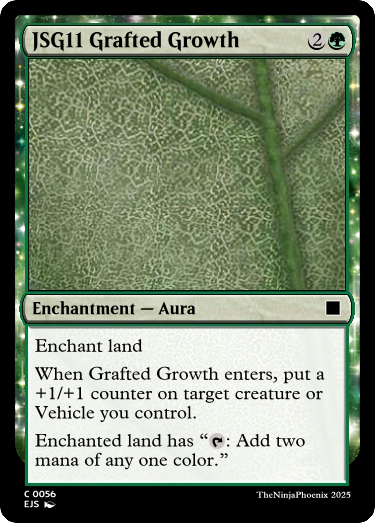 JSG11 Grafted Growth 2
Enchantment — Aura
Enchant land
When Grafted Growth enters, put a
+1/+1 counter on target creature or
Vehicle you control.
Enchanted land has “: Add two
mana of any one color.”
C 0056
EJS
TheNinjaPhoenix 2025